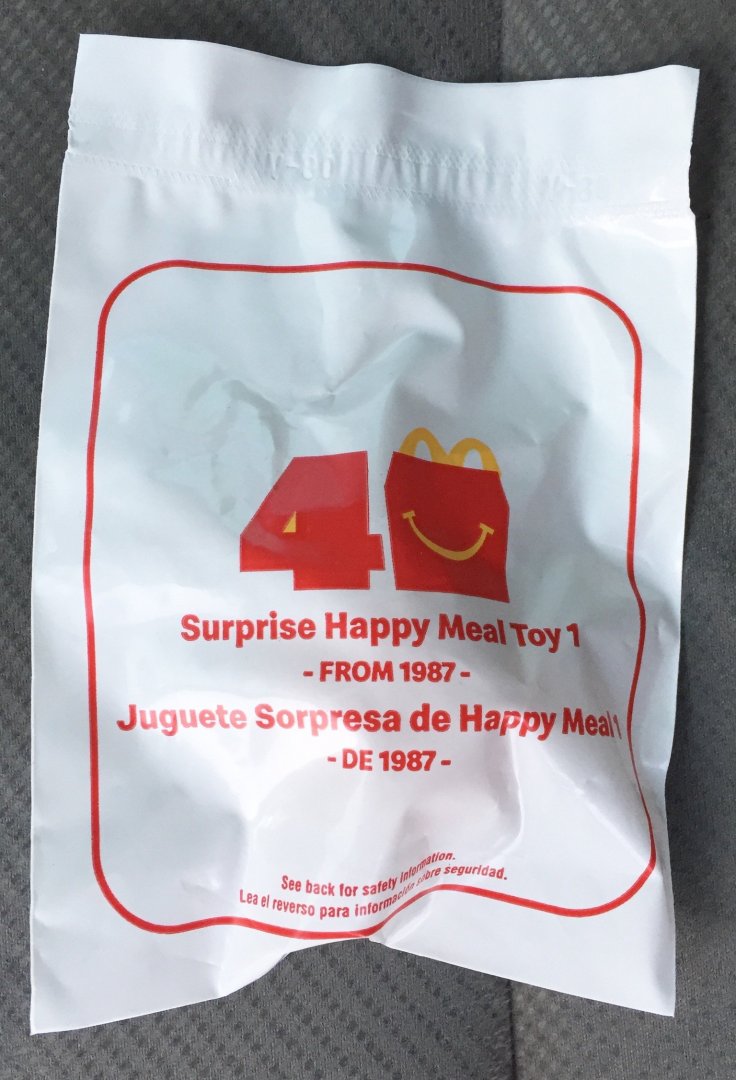 40
Surprise Happy Meal Toy 1
- FROM 1987 -
Juguete Sorpresa de Happy Meal 1
- DE 1987 -
See back for safety information.
Lea el reverso para información sobre seguridad.